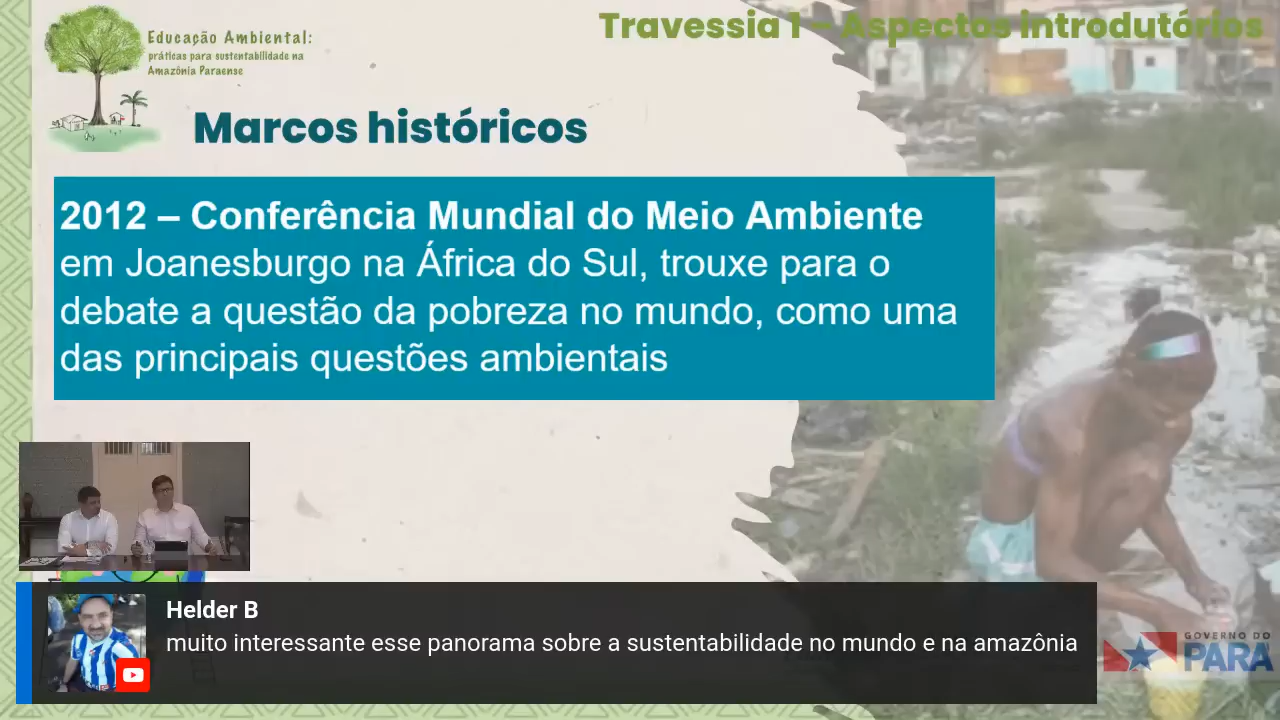 Travessia 1 – Aspectos introdutórios
Educação Ambiental:
práticas para sustentabilidade na
Amazônia Paraense
Marcos históricos
2012 – Conferência Mundial do Meio Ambiente
em Joanesburgo na África do Sul, trouxe para o
debate a questão da pobreza no mundo, como uma
das principais questões ambientais
Helder B
muito interessante esse panorama sobre a sustentabilidade no mundo e na amazônia
GOVERNO DO
PARÁ